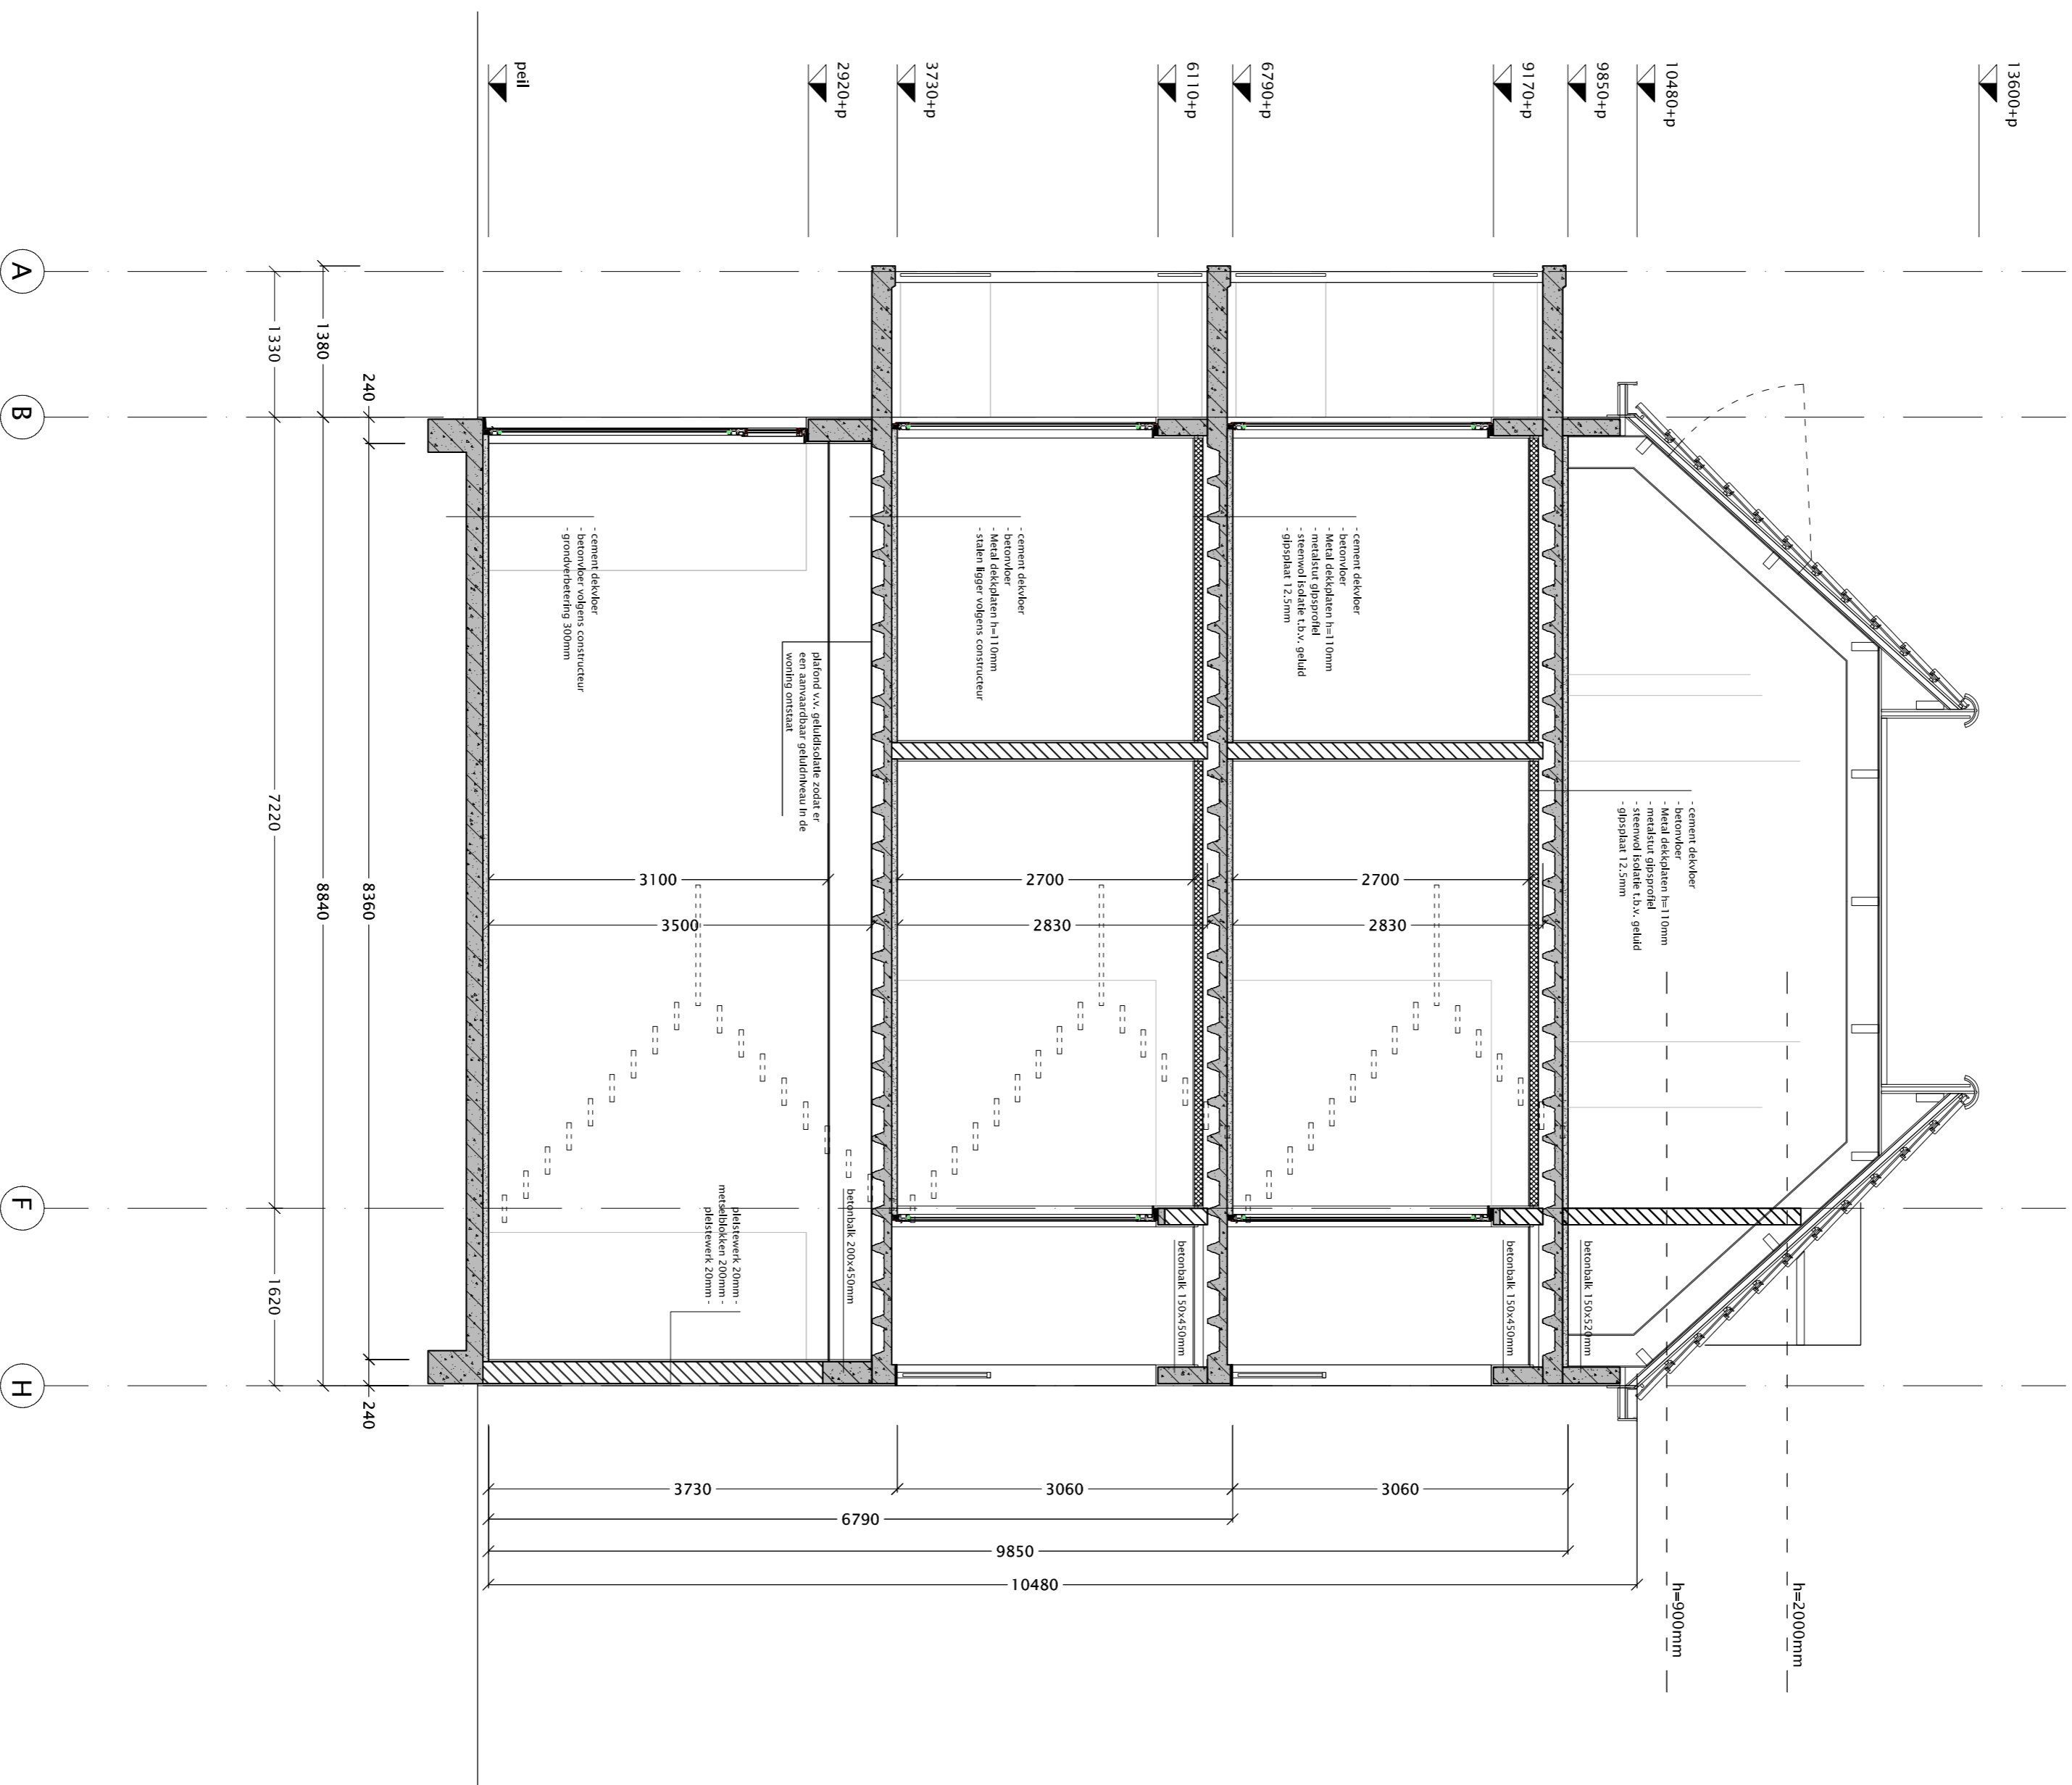 13600+p
10480+p
9850+p
9170+p
6790+p
6110+p
3730+p
2920+p
peil
- cement dekvloer
- betonvloer
- Metal dekkplaten h=110mm
- metalstut gipsprofiel
- steenwol isolatie t.b.v. geluid
- gipsplaat 12.5mm
- cement dekvloer
- betonvloer
- Metal dekkplaten h=110mm
- metalstut gipsprofiel
- steenwol isolatie t.b.v. geluid
- gipsplaat 12.5mm
- cement dekvloer
- betonvloer
- Metal dekkplaten h=110mm
- stalen ligger volgens constructeur
plafond v.v. geluidisolatie zodat er
een aanvaardbaar geluidniveau in de
woning ontstaat
- cement dekvloer
- betonvloer volgens constructeur
- grondverbetering 300mm
2700
2830
2700
2830
3100
3500
betonbalk 150x520mm
betonbalk 150x450mm
betonbalk 150x450mm
betonbalk 200x450mm
pleistewerk 20mm -
metselblokken 200mm -
pleistewerk 20mm -
h=2000mm
h=900mm
3730
3060
3060
6790
9850
10480
240
8360
240
1380
8840
1330
7220
1620
A
B
F
H